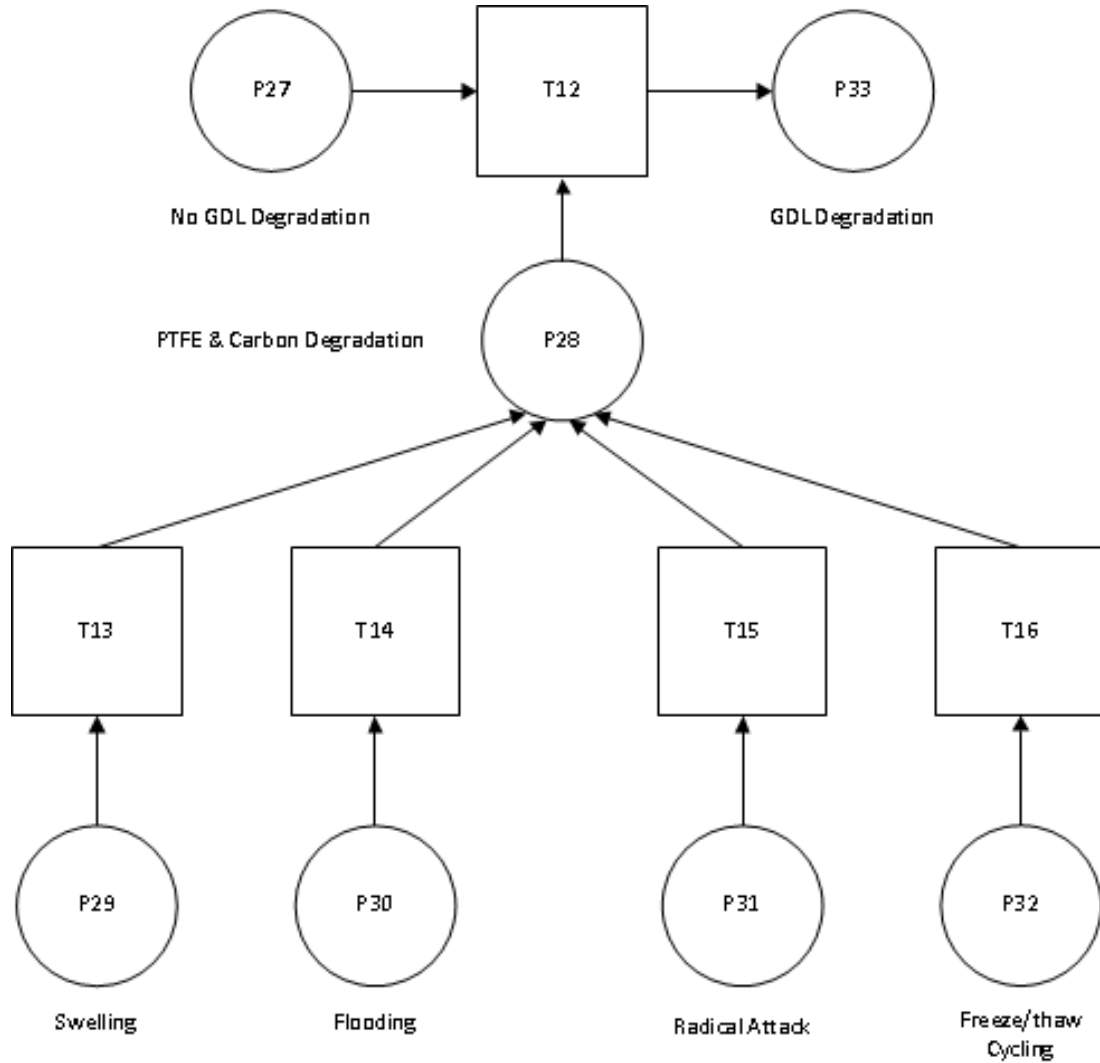 P27
T12
P33
No GDL Degradation
GDL Degradation
PTFE & Carbon Degradation
P28
T13
T14
T15
T16
P29
P30
P31
P32
Swelling
Flooding
Radical Attack
Freeze/thaw
Cycling